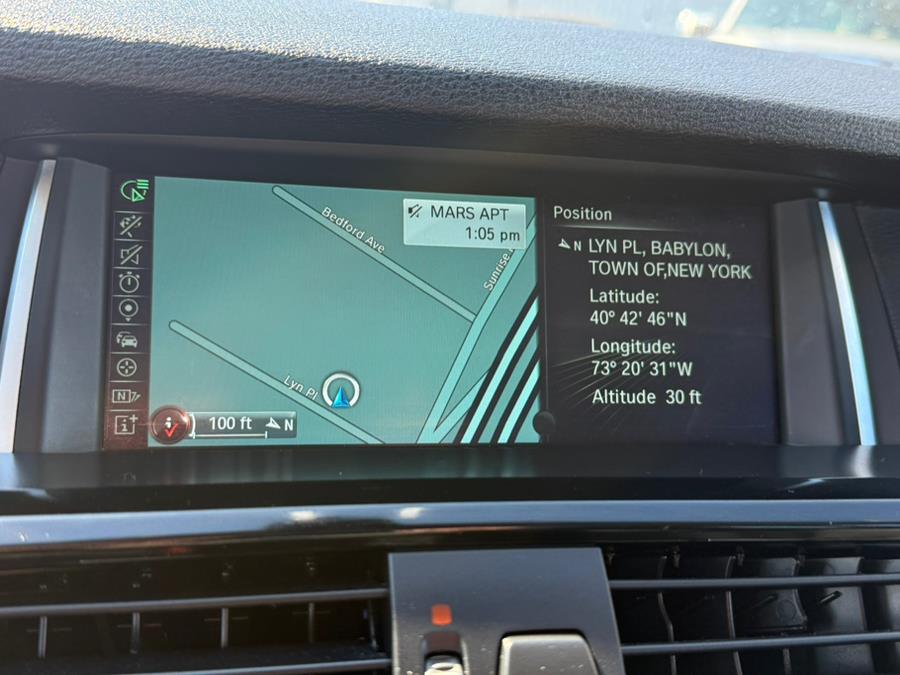 MARS APT
1:05 pm
Bedford Ave
Sunrise
Lyn Pl
100 ft
N
N
Position
N LYN PL, BABYLON,
TOWN OF,NEW YORK
Latitude:
40° 42' 46"N
Longitude:
73° 20' 31"W
Altitude 30 ft